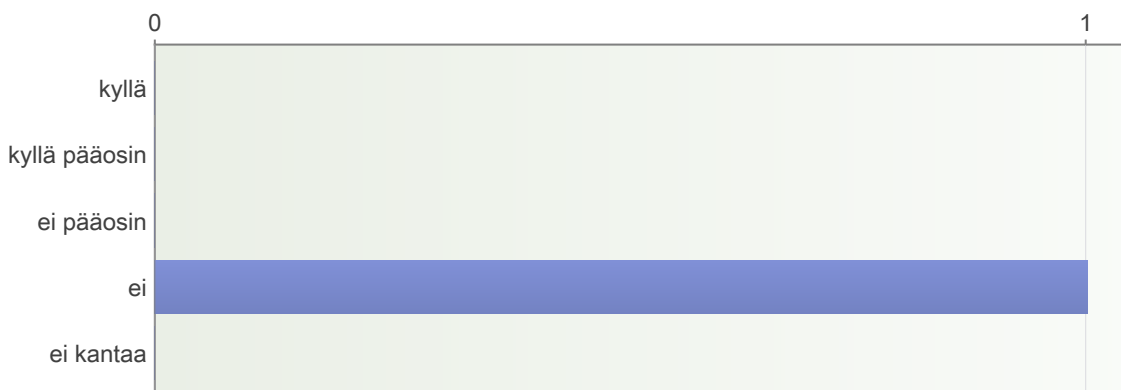 0 1
kyllä
kyllä pääosin
ei pääosin
ei
ei kantaa